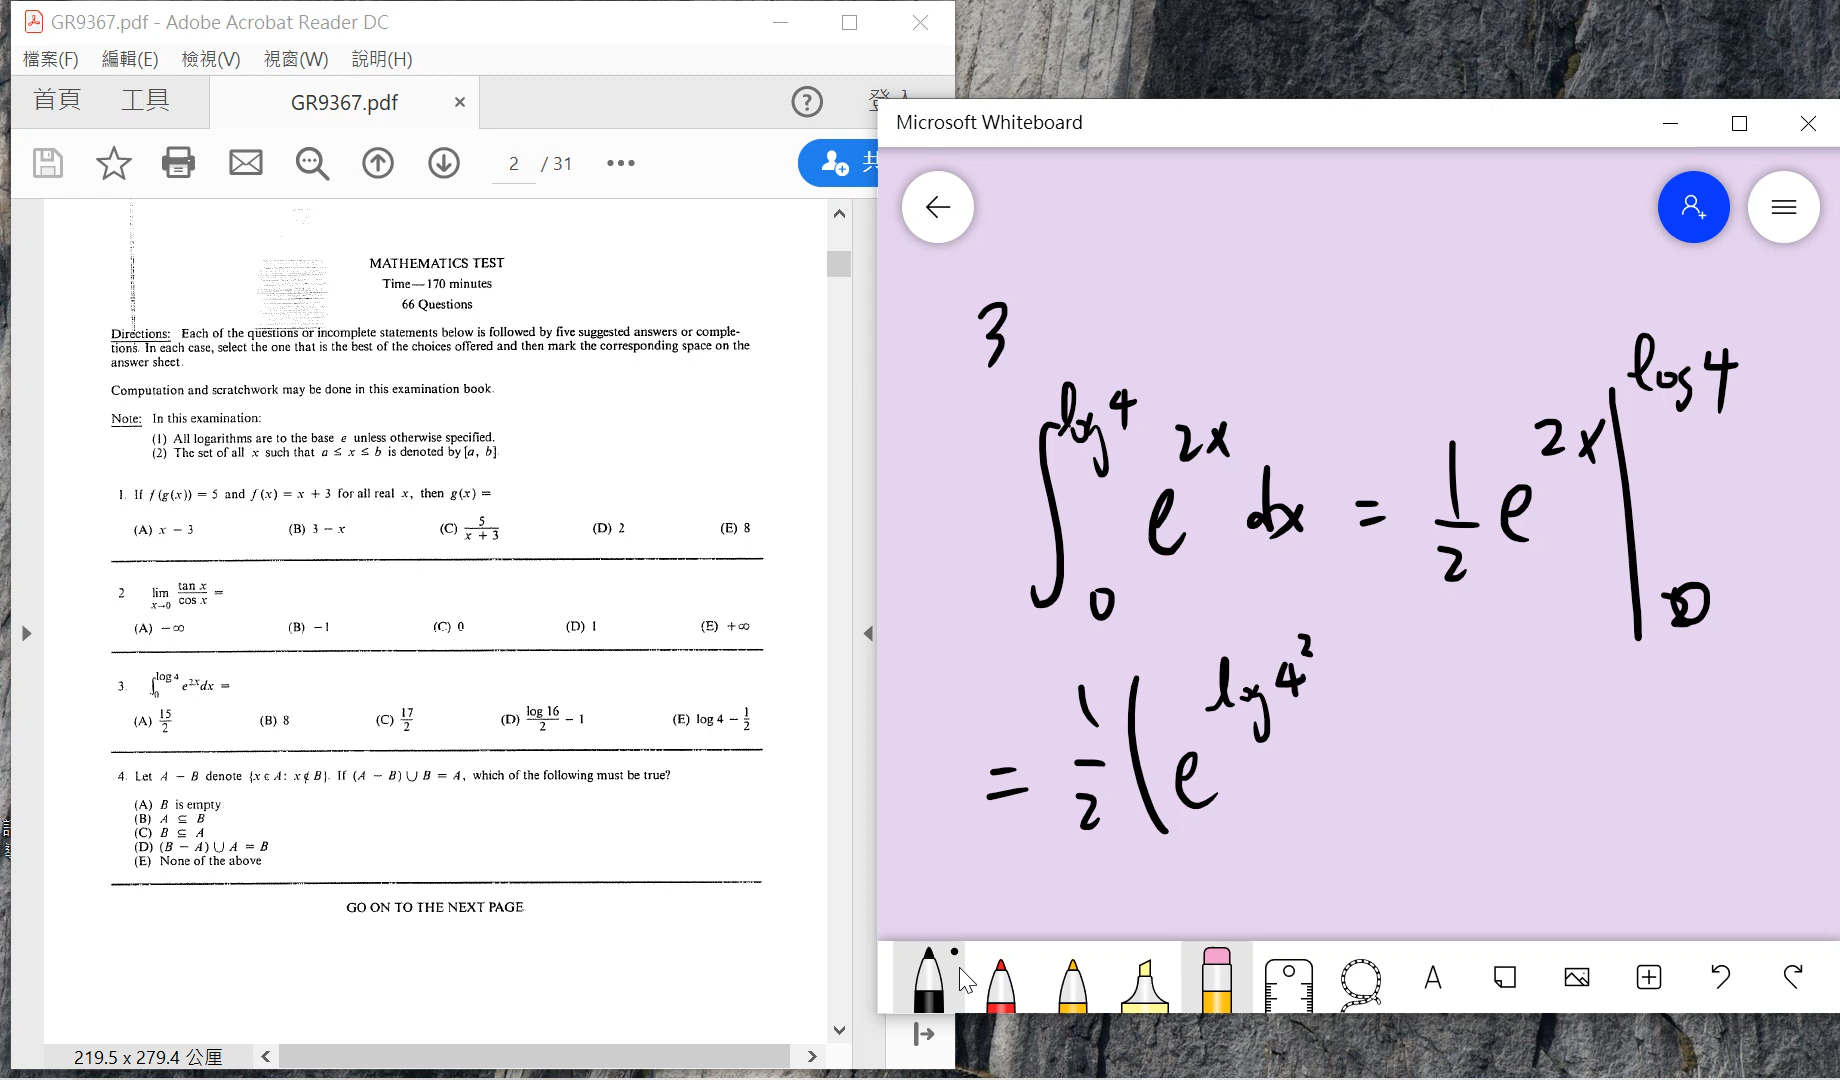 GR9367.pdf - Adobe Acrobat Reader DC
檔案(F) 編輯(E) 檢視(V) 視窗(W) 說明(H)
首頁 工具 GR9367.pdf ×
2 / 31
MATHEMATICS TEST
Time—170 minutes
66 Questions
Directions: Each of the questions or incomplete statements below is followed by five suggested answers or comple-
tions. In each case, select the one that is the best of the choices offered and then mark the corresponding space on the
answer sheet.
Computation and scratchwork may be done in this examination book.
Note: In this examination:
(1) All logarithms are to the base e unless otherwise specified.
(2) The set of all x such that a ≤ x ≤ b is denoted by [a, b].
1. If f(g(x)) = 5 and f(x) = x + 3 for all real x, then g(x) =
(A) x − 3 (B) 3 − x (C) 5/(x + 3) (D) 2 (E) 8
2 lim x→0 tan x/cos x =
(A) −∞ (B) −1 (C) 0 (D) 1 (E) +∞
3. ∫₀^(log 4) e^(2x) dx =
(A) 15/2 (B) 8 (C) 17/2 (D) log 16/2 − 1 (E) log 4 − 1/2
4. Let A − B denote {x ∈ A: x ∉ B}. If (A − B) ∪ B = A, which of the following must be true?
(A) B is empty
(B) A ⊆ B
(C) B ⊆ A
(D) (B − A) ∪ A = B
(E) None of the above
GO ON TO THE NEXT PAGE
219.5 x 279.4 公厘
Microsoft Whiteboard
3
∫₀^(log 4) e^(2x) dx = 1/2 e^(2x) |₀^(log 4)
= 1/2 ( e^(log 4²)